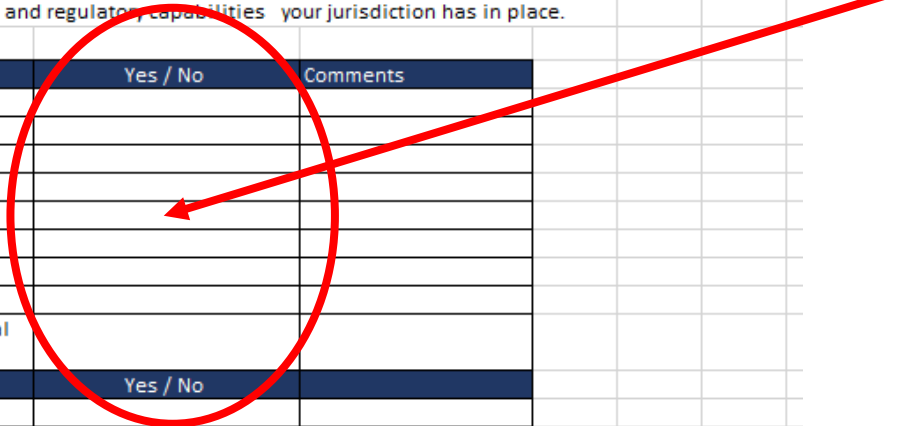 and regulatory capabilities your jurisdiction has in place.
Yes / No Comments
Yes / No